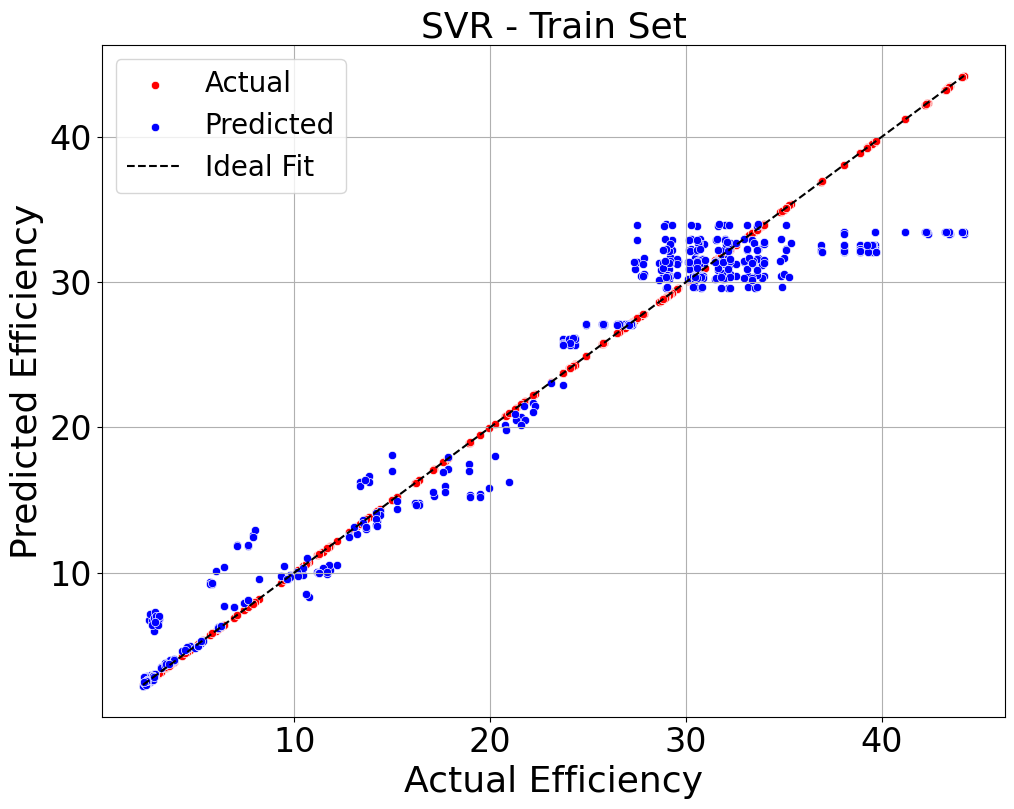 SVR - Train Set
Actual
Predicted
Ideal Fit
Predicted Efficiency
40
30
20
10
10 20 30 40
Actual Efficiency